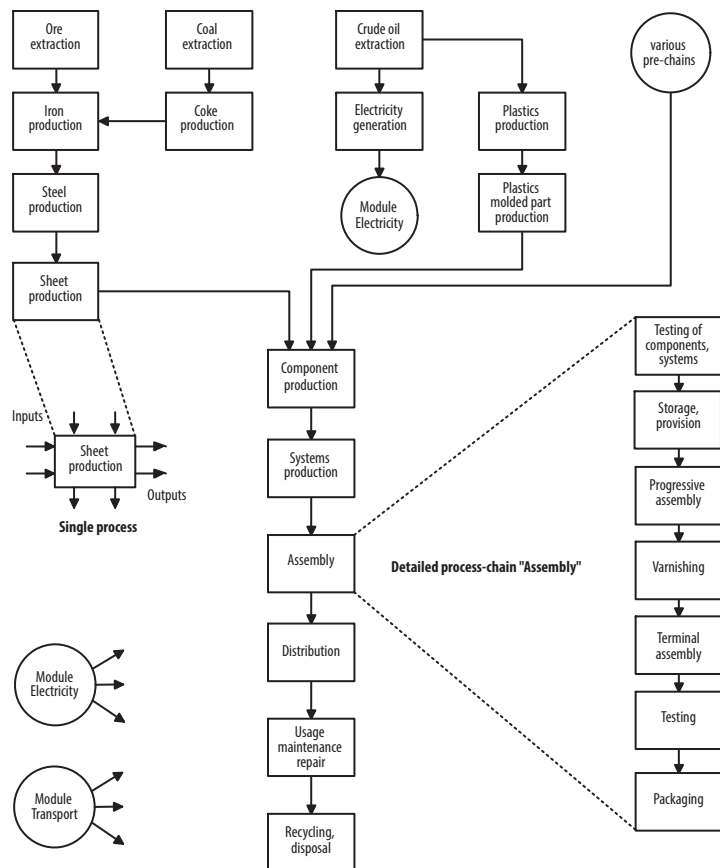 Ore
extraction
Coal
extraction
Crude oil
extraction
various
pre-chains
Iron
production
Coke
production
Electricity
generation
Plastics
production
Steel
production
Module
Electricity
Plastics
molded part
production
Sheet
production
Component
production
Testing of
components,
systems
Inputs
Sheet
production
Outputs
Single process
Systems
production
Storage,
provision
Progressive
assembly
Assembly
Detailed process-chain "Assembly"
Varnishing
Distribution
Terminal
assembly
Module
Electricity
Usage
maintenance
repair
Testing
Module
Transport
Recycling,
disposal
Packaging